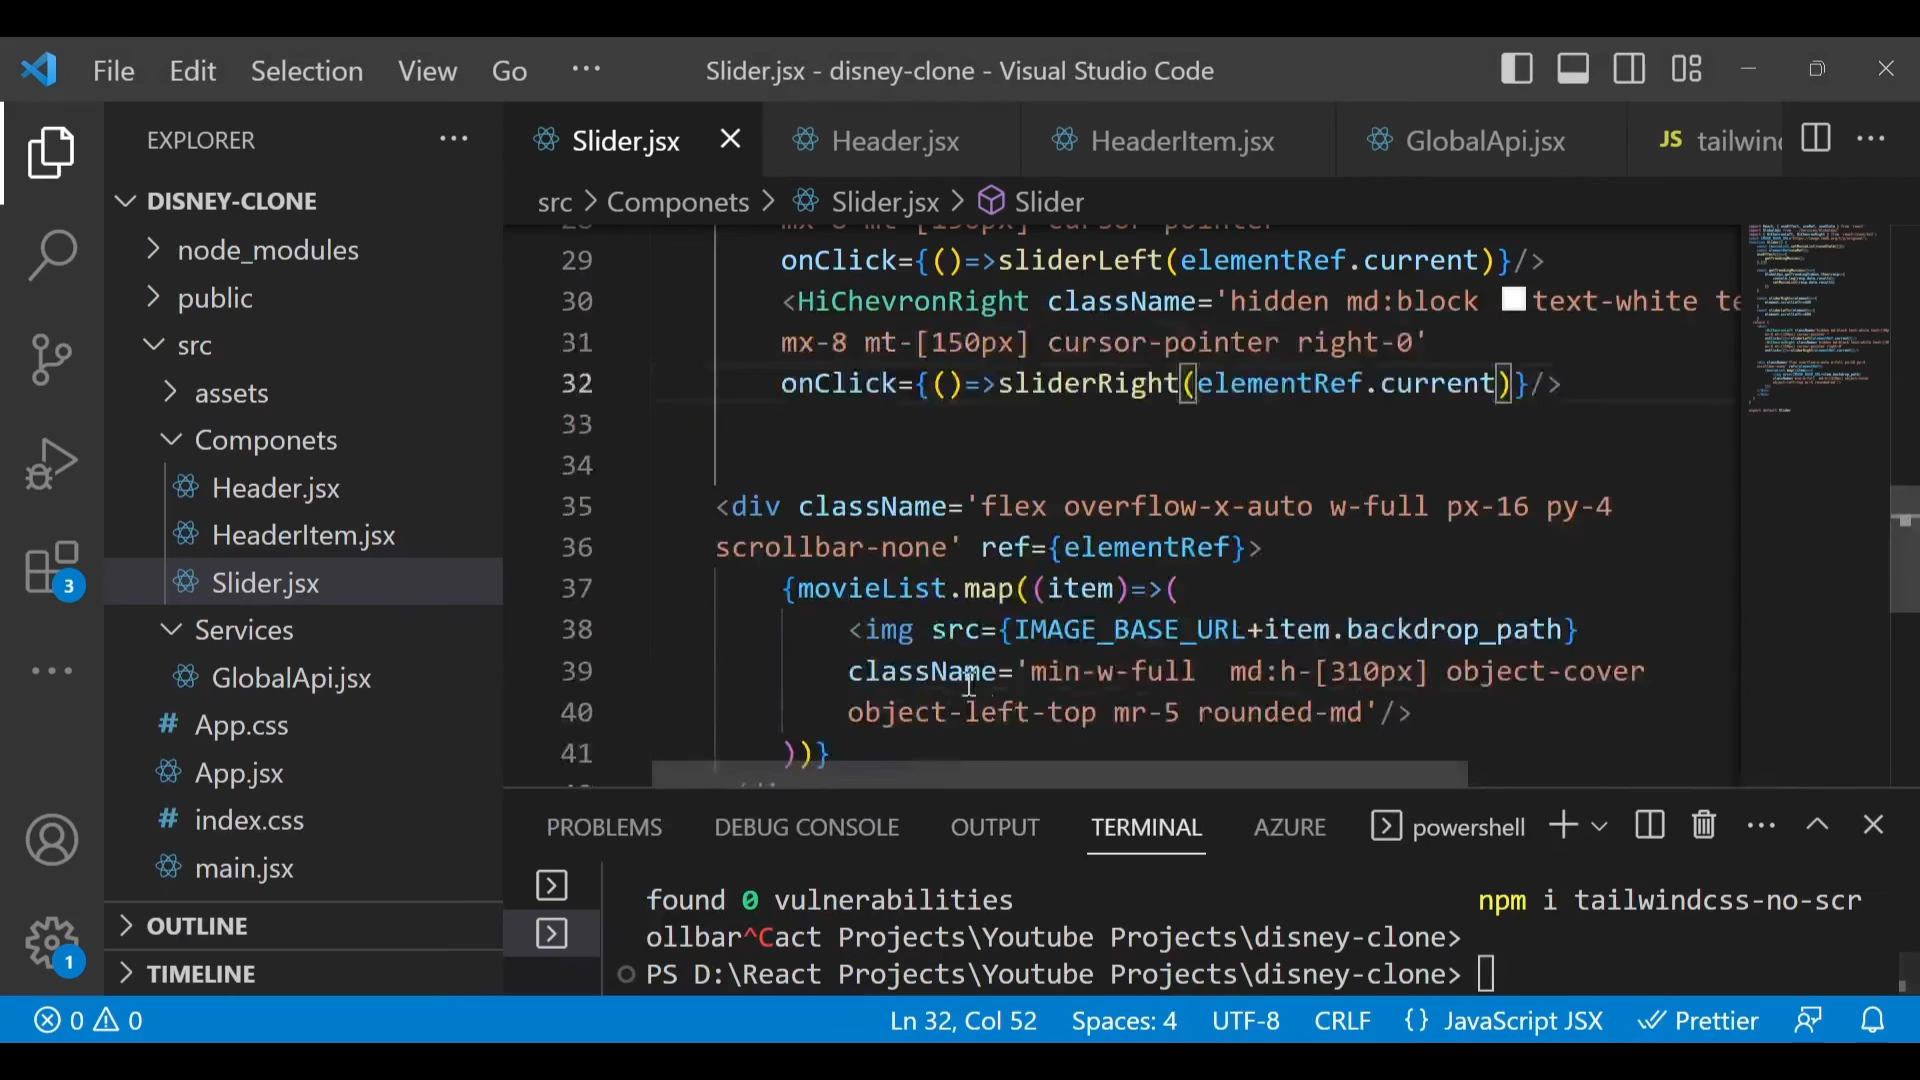 File Edit Selection View Go ··· Slider.jsx - disney-clone - Visual Studio Code
EXPLORER
DISNEY-CLONE
node_modules
public
src
assets
Componets
Header.jsx
HeaderItem.jsx
Slider.jsx
Services
GlobalApi.jsx
# App.css
App.jsx
# index.css
main.jsx
OUTLINE
TIMELINE
3
1
Slider.jsx Header.jsx HeaderItem.jsx GlobalApi.jsx JS tailwin
src > Componets > Slider.jsx > Slider
29 onClick={()=>sliderLeft(elementRef.current)}/>
30 <HiChevronRight className='hidden md:block text-white te
31 mx-8 mt-[150px] cursor-pointer right-0'
32 onClick={()=>sliderRight(elementRef.current)}/>
33
34
35 <div className='flex overflow-x-auto w-full px-16 py-4
36 scrollbar-none' ref={elementRef}>
37 {movieList.map((item)=>(
38 <img src={IMAGE_BASE_URL+item.backdrop_path}
39 className='min-w-full  md:h-[310px] object-cover
40 object-left-top mr-5 rounded-md'/>
41 ))}
PROBLEMS DEBUG CONSOLE OUTPUT TERMINAL AZURE powershell
found 0 vulnerabilities npm i tailwindcss-no-scr
ollbar^Cact Projects\Youtube Projects\disney-clone>
PS D:\React Projects\Youtube Projects\disney-clone>
0 0 Ln 32, Col 52 Spaces: 4 UTF-8 CRLF {} JavaScript JSX Prettier